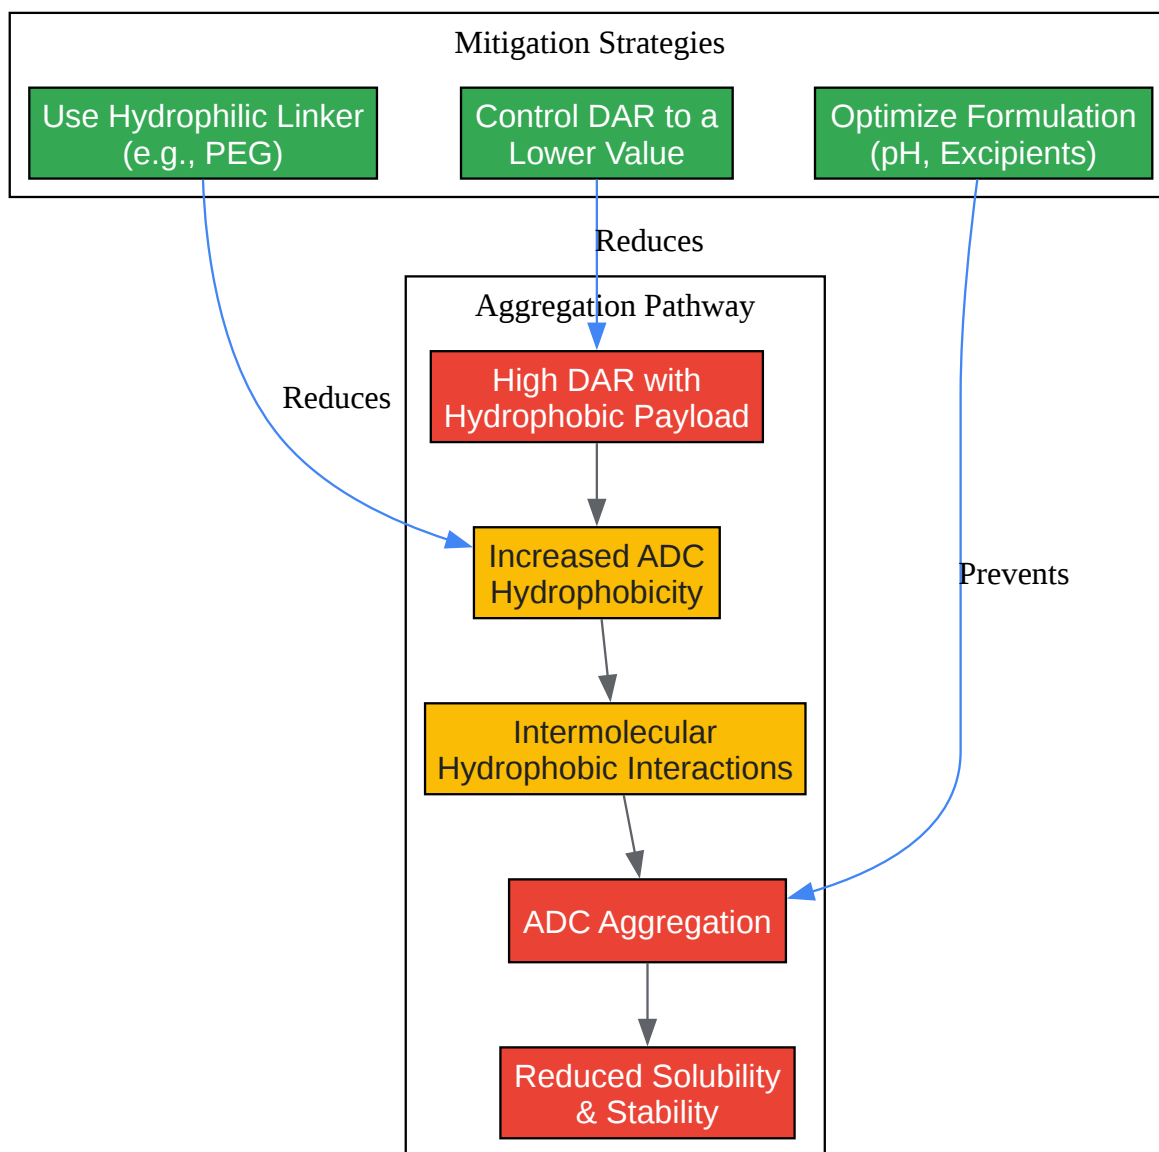 Mitigation Strategies
Use Hydrophilic Linker
(e.g., PEG)
Control DAR to a
Lower Value
Optimize Formulation
(pH, Excipients)
Reduces
Aggregation Pathway
High DAR with
Hydrophobic Payload
Reduces
Increased ADC
Hydrophobicity
Prevents
Intermolecular
Hydrophobic Interactions
ADC Aggregation
Reduced Solubility
& Stability